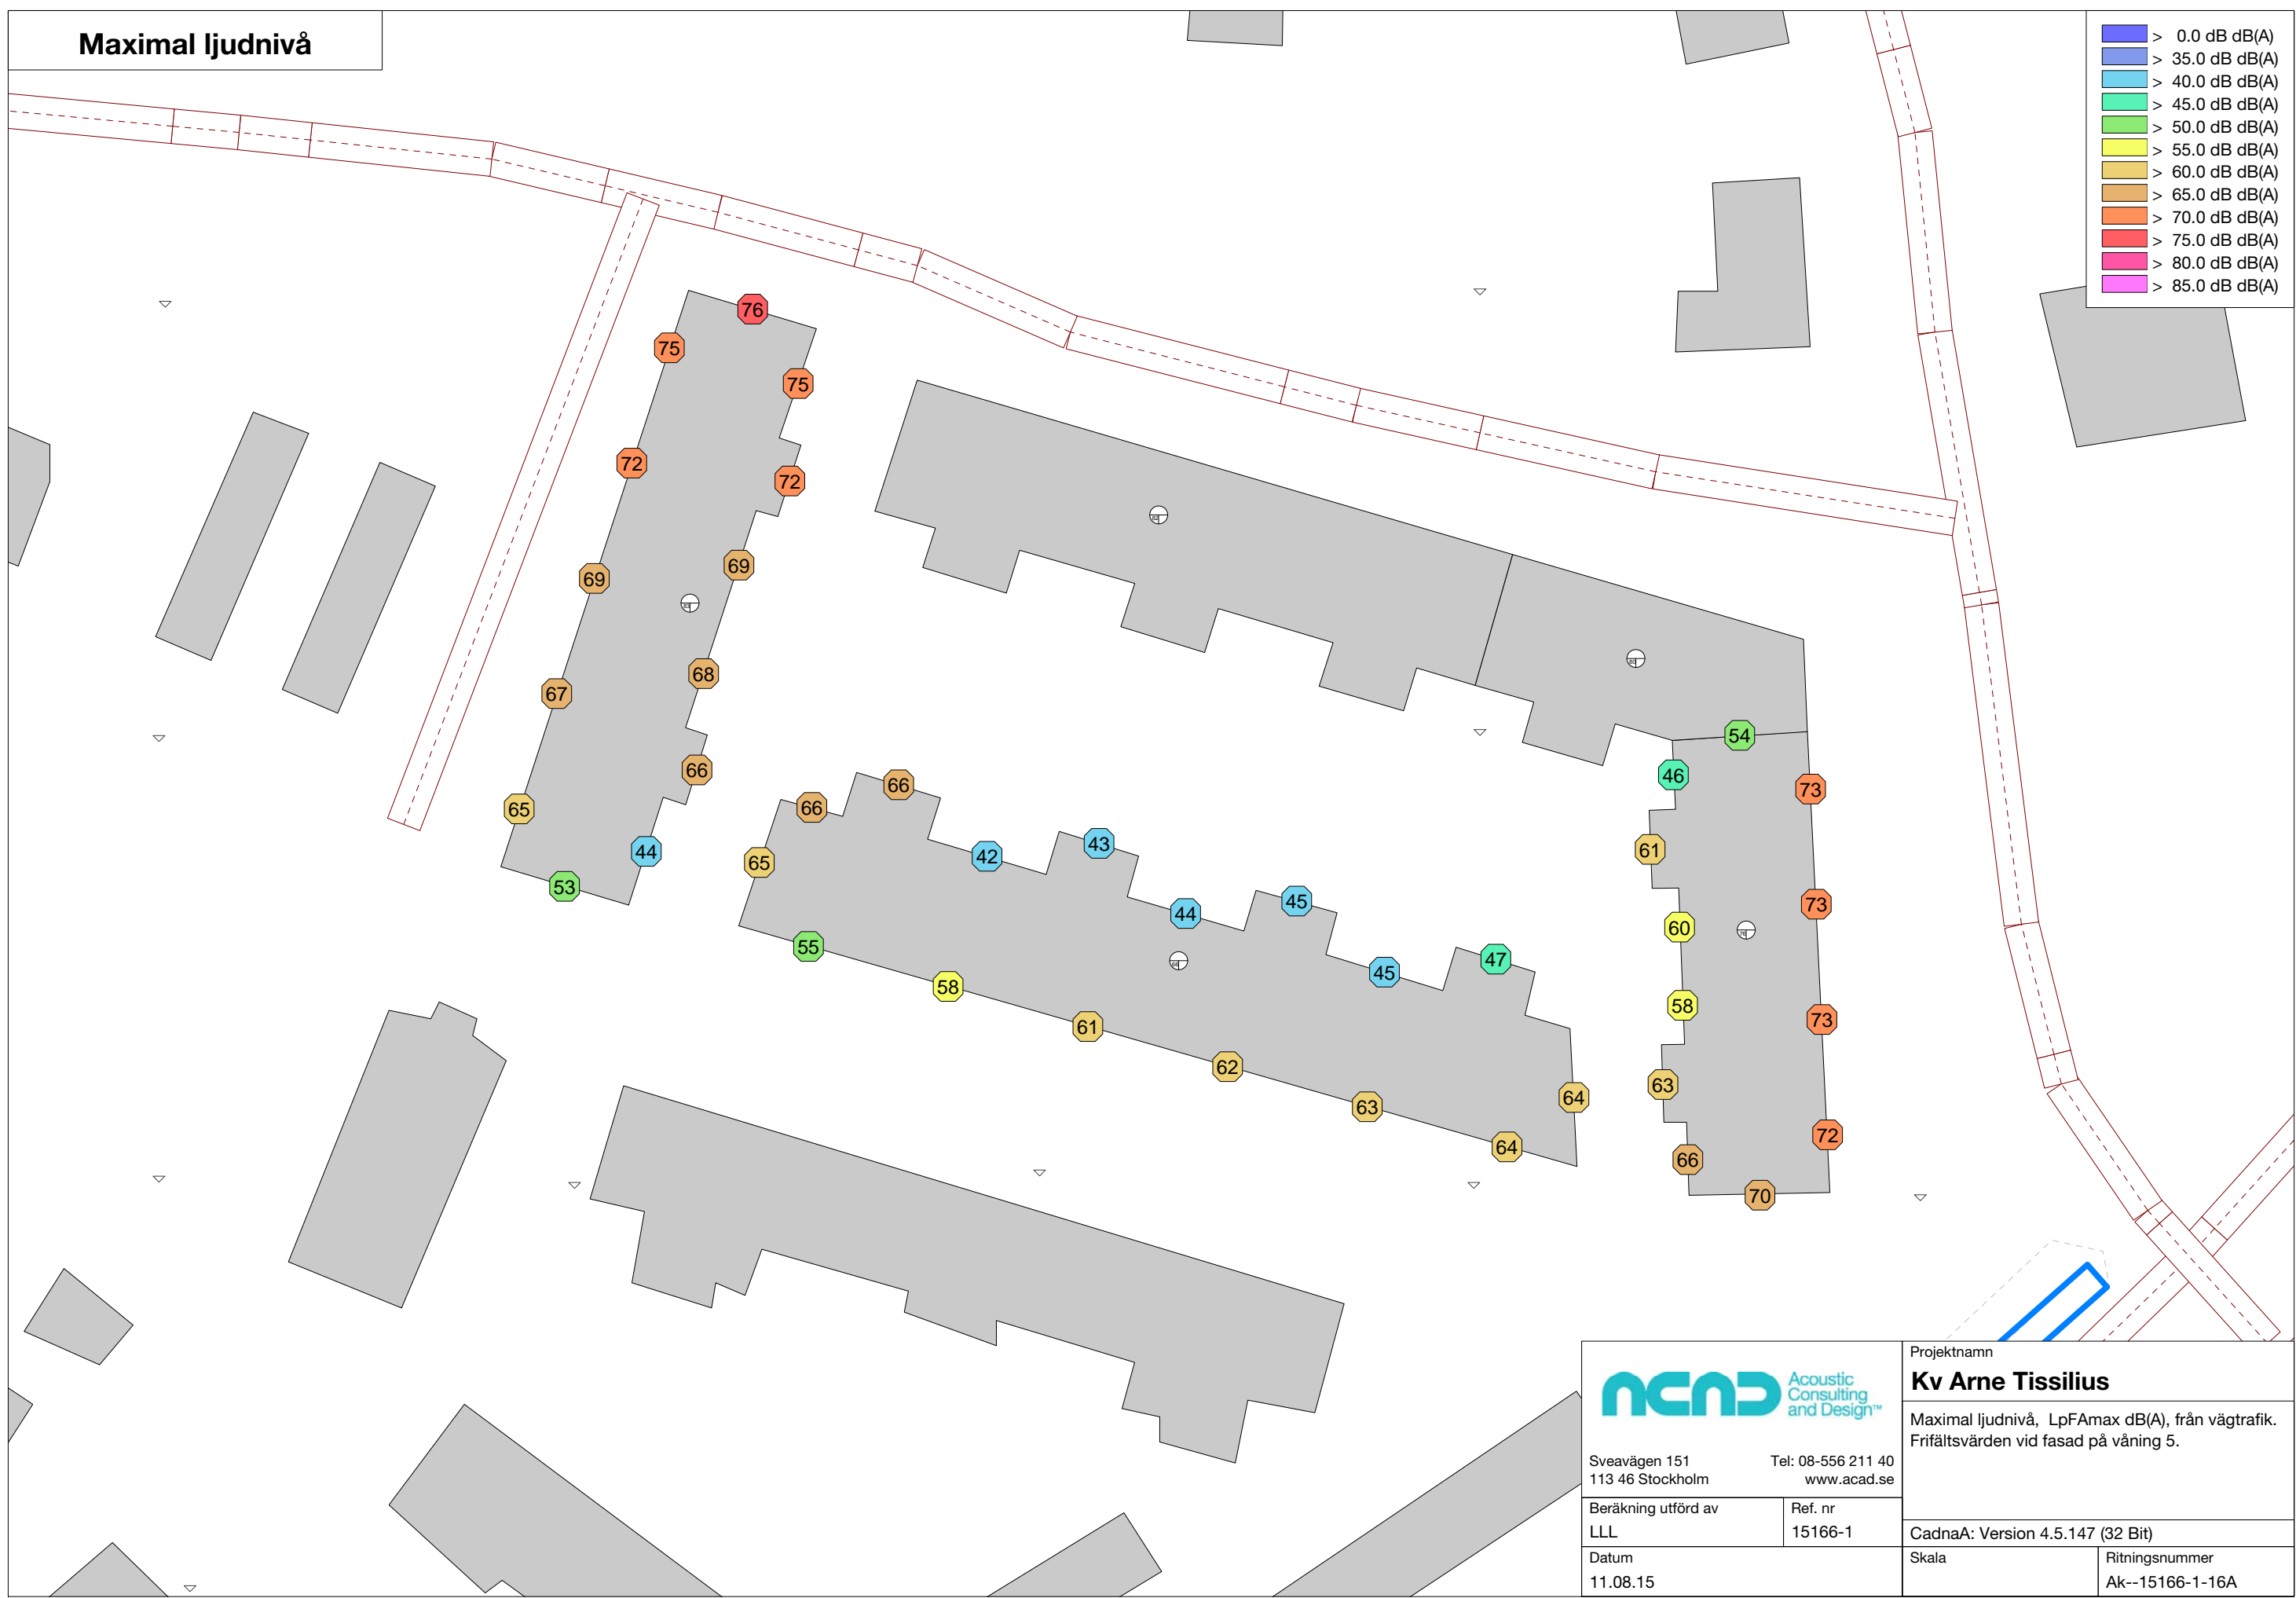 Maximal ljudnivå
> 0.0 dB dB(A)
> 35.0 dB dB(A)
> 40.0 dB dB(A)
> 45.0 dB dB(A)
> 50.0 dB dB(A)
> 55.0 dB dB(A)
> 60.0 dB dB(A)
> 65.0 dB dB(A)
> 70.0 dB dB(A)
> 75.0 dB dB(A)
> 80.0 dB dB(A)
> 85.0 dB dB(A)
76
75
75
72
72
69
69
67
68
66
65
44
53
66
66
65
42
43
44
45
45
47
55
58
61
62
63
64
64
54
46
73
61
73
60
58
73
63
72
66
70
ACAD
Acoustic
Consulting
and Design™
Sveavägen 151 Tel: 08-556 211 40
113 46 Stockholm www.acad.se
Beräkning utförd av
LLL
Ref. nr
15166-1
Datum
11.08.15
Projektnamn
Kv Arne Tissilius
Maximal ljudnivå, LpFAmax dB(A), från vägtrafik.
Frifältsvärden vid fasad på våning 5.
CadnaA: Version 4.5.147 (32 Bit)
Skala
Ritningsnummer
Ak--15166-1-16A